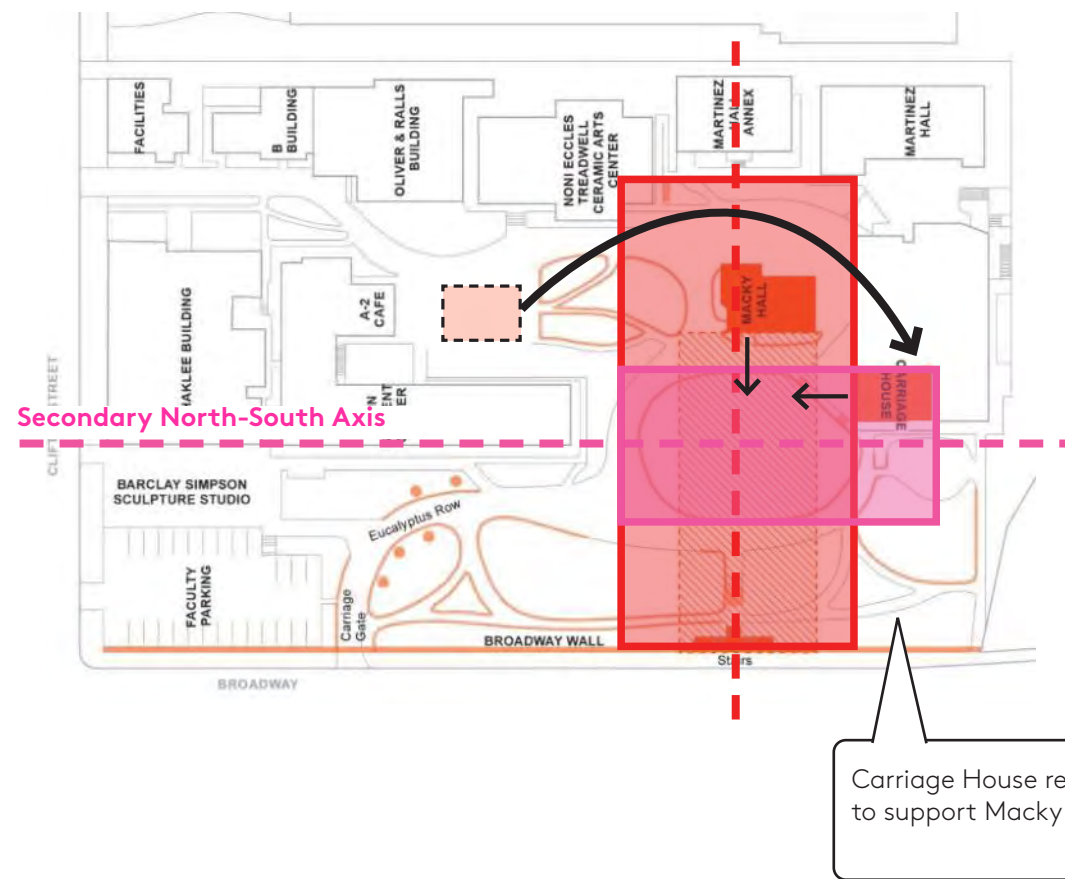 FACILITIES
B
BUILDING
OLIVER & RALLS
BUILDING
NONI ECCLES
TREADWELL
CERAMIC ARTS
CENTER
MARTINEZ
HALL
ANNEX
MARTINEZ
HALL
A-2
CAFE
MACKY
HALL
CARRIAGE
HOUSE
BUILDING
STREET
Secondary North-South Axis
BARCLAY SIMPSON
SCULPTURE STUDIO
Eucalyptus Row
FACULTY
PARKING
Carriage
Gate
BROADWAY WALL
Stairs
BROADWAY
Carriage House re
to support Macky